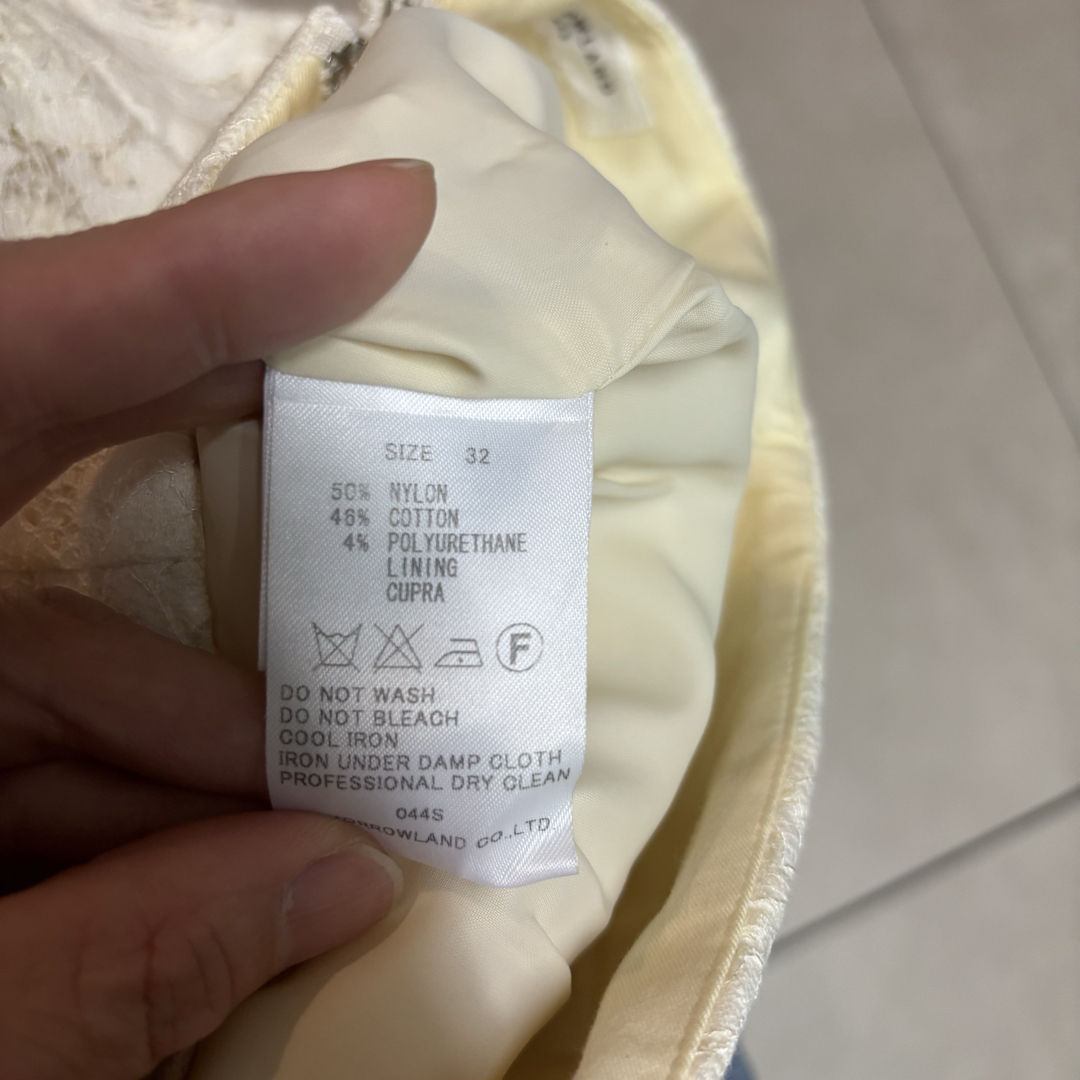 SIZE 32
50% NYLON
46% COTTON
4% POLYURETHANE
LINING
CUPRA
F
DO NOT WASH
DO NOT BLEACH
COOL IRON
IRON UNDER DAMP CLOTH
PROFESSIONAL DRY CLEAN
044S
CO.,LTD.